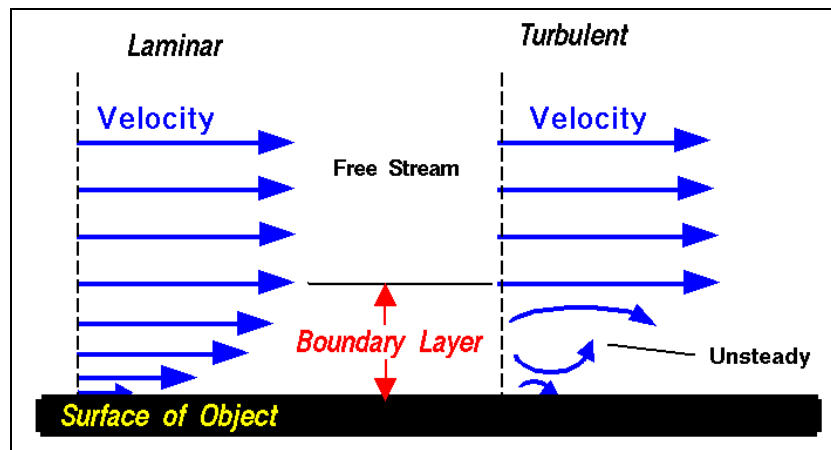 Laminar
Turbulent
Velocity
Velocity
Free Stream
Boundary Layer
Unsteady
Surface of Object